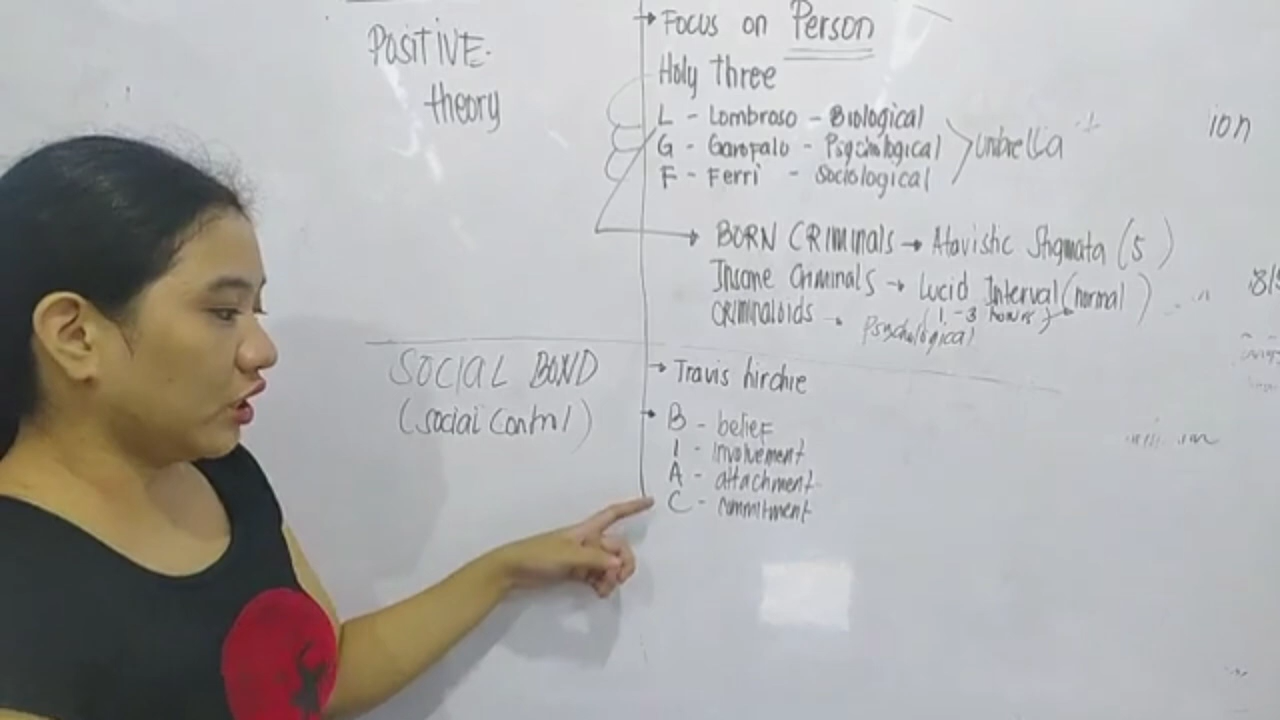 POSITIVE
theory
→ Focus on Person
Holy three
L - Lombroso - Biological
G - Garofalo - Psychological
F - Ferri - Sociological
umbrella
ion
→ BORN CRIMINALS → Atavistic Stigmata (5 )
Insane Criminals → Lucid Interval (normal )
1 - 3 hours
CRIMINALOIDS → Psychological
SOCIAL BOND
(social control)
→ Travis hirchie
→ B - belief
I - involvement
A - attachment
C - commitment